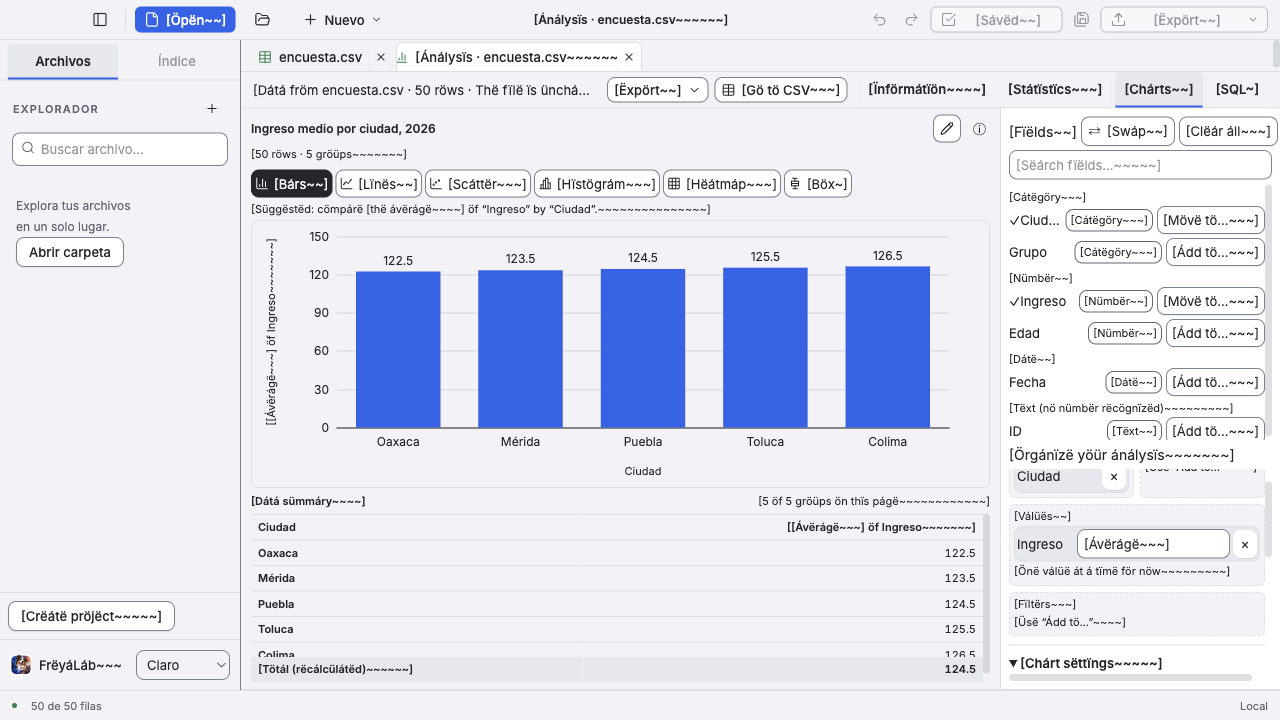 [Öpën~~]
Nuevo
[Ánálysïs · encuesta.csv~~~~~~]
[Sávëd~~]
[Ëxpört~~]
Archivos
Índice
encuesta.csv
[Ánálysïs · encuesta.csv~~~~~~
[Dátá fröm encuesta.csv · 50 röws · Thë fïlë ïs ünchá...
[Ëxpört~~]
[Gö tö CSV~~~]
[Ïnförmátïön~~~~]
[Státïstïcs~~~]
[Chárts~~]
[SQL~]
EXPLORADOR
Buscar archivo...
Explora tus archivos
en un solo lugar.
Abrir carpeta
[Crëátë pröjëct~~~~~]
FrëyáLáb~~~
Claro
Ingreso medio por ciudad, 2026
[50 röws · 5 gröüps~~~~~~~]
[Bárs~~]
[Lïnës~~]
[Scáttër~~~]
[Hïstögrám~~~]
[Hëátmáp~~~]
[Böx~]
[Süggëstëd: cömpárë [thë ávërágë~~~~] öf “Ingreso” by “Ciudad”.~~~~~~~~~~~~~~~]
[[Ávërágë~~~] öf Ingreso~~~~~~~]
150
120
90
60
30
0
122.5
123.5
124.5
125.5
126.5
Oaxaca
Mérida
Puebla
Toluca
Colima
Ciudad
[Dátá sümmáry~~~~]
[5 öf 5 gröüps ön thïs págë~~~~~~~~~~~~]
Ciudad
[[Ávërágë~~~] öf Ingreso~~~~~~~]
Oaxaca 122.5
Mérida 123.5
Puebla 124.5
Toluca 125.5
Colima 126.5
[Tötál (rëcálcülátëd)~~~~~~] 124.5
[Fïëlds~~]
[Swáp~~]
[Clëár áll~~~]
[Sëárch fïëlds...~~~~~]
[Cátëgöry~~~]
✓Ciud... [Cátëgöry~~~] [Mövë tö...~~~]
Grupo [Cátëgöry~~~] [Ádd tö...~~~]
[Nümbër~~]
✓Ingreso [Nümbër~~] [Mövë tö...~~~]
Edad [Nümbër~~] [Ádd tö...~~~]
[Dátë~~]
Fecha [Dátë~~] [Ádd tö...~~~]
[Tëxt (nö nümbër rëcögnïzëd)~~~~~~~~~]
ID [Tëxt~~] [Ádd tö...~~~]
[Örgánïzë yöür ánálysïs~~~~~~~]
Ciudad ×
[Välüës~~]
Ingreso [Ávërágë~~~] ×
[Önë válüë át á tïmë för nöw~~~~~~~~~]
[Fïltërs~~~]
[Üsë “Ádd tö...”~~~~]
[Chárt sëttïngs~~~~~]
50 de 50 filas
Local